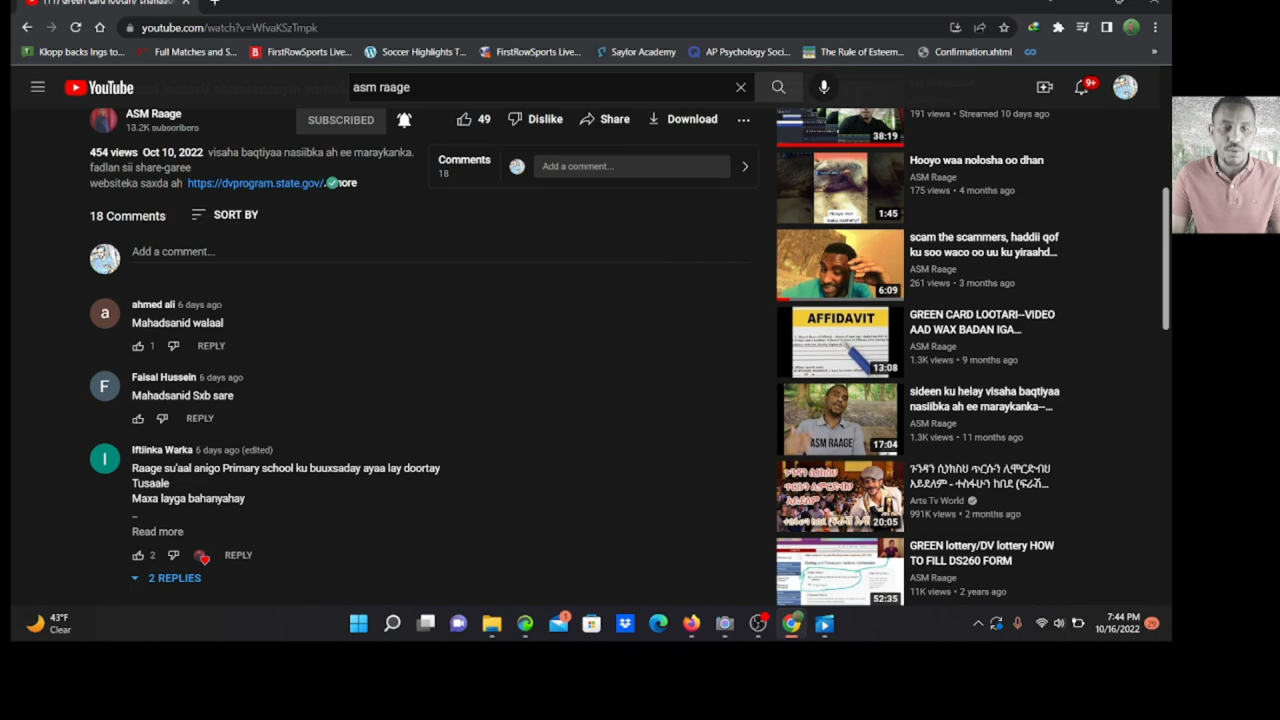 youtube.com/watch?v=WfvaKSzTmpk
Klopp backs Ings to...
Full Matches and S...
FirstRowSports Live...
Soccer Highlights T...
FirstRowSports Live...
Saylor Academy
AP Psychology Soci...
The Rule of Esteem...
Confirmation.xhtml
YouTube
asm raage
9+
ASM Raage
13.2K subscribers
SUBSCRIBED
49
Dislike
Share
Download
visaha baqtiyaa nasiibka ah ee maraykanka.
fadlan sii share-garee
websiteka saxda ah https://dvprogram.state.gov/
Comments
18
Add a comment...
18 Comments
SORT BY
Add a comment...
ahmed ali 6 days ago
Mahadsanid walaal
REPLY
Faisal Hussein 6 days ago
Mahadsanid Sxb sare
REPLY
Iftiinka Warka 6 days ago (edited)
Raage su'aal anigo Primary school ku buuxsaday ayaa lay doortay
Tusaale
Maxa layga bahanyahay
_
Read more
2
REPLY
2 REPLIES
38:19
191 views • Streamed 10 days ago
1:45
Hooyo waa nolosha oo dhan
ASM Raage
175 views • 4 months ago
6:09
scam the scammers, haddii qof
ku soo waco oo uu ku yiraahd...
ASM Raage
261 views • 3 months ago
AFFIDAVIT
13:08
GREEN CARD LOOTARI--VIDEO
AAD WAX BADAN IGA...
ASM Raage
1.3K views • 9 months ago
ASM RAAGE
17:04
sideen ku helay visaha baqtiyaa
nasiibka ah ee maraykanka--...
ASM Raage
1.3K views • 11 months ago
20:05
Arts Tv World
991K views • 2 months ago
52:35
GREEN lottery/DV lottery HOW
TO FILL DS-260 FORM
ASM Raage
11K views • 2 years ago
43°F
Clear
7:44 PM
10/16/2022